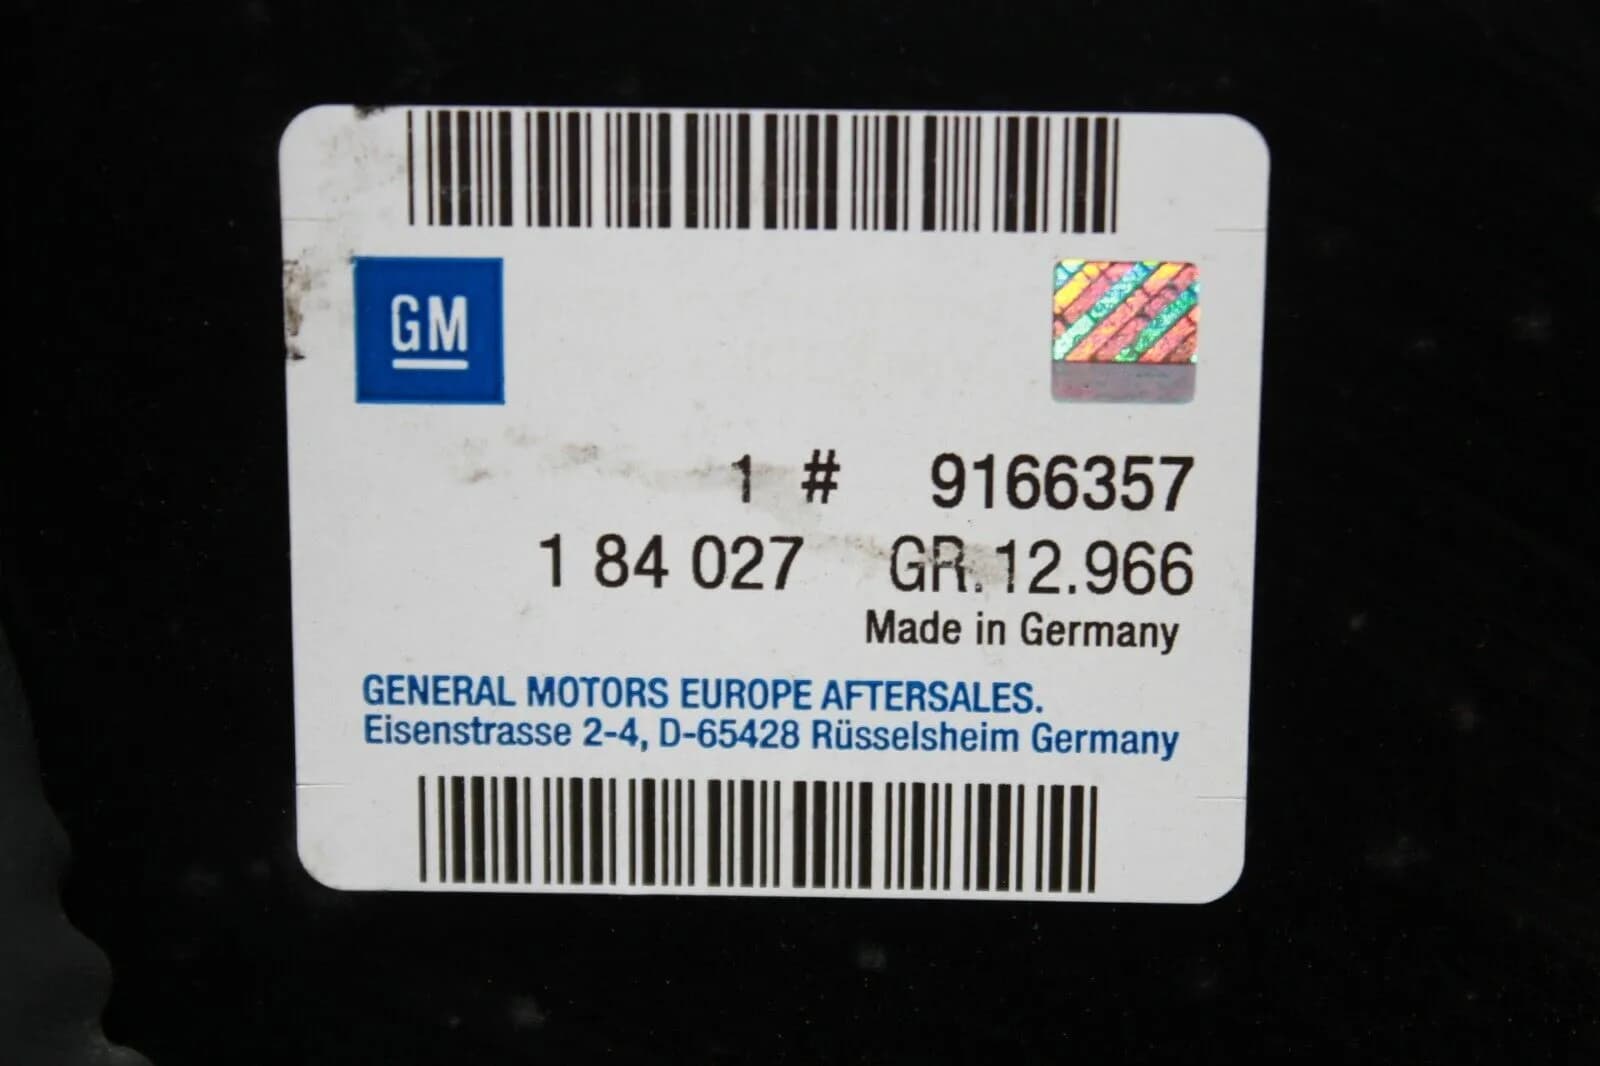 GM
1 # 9166357
1 84 027 GR.12.966
Made in Germany
GENERAL MOTORS EUROPE AFTERSALES.
Eisenstrasse 2-4, D-65428 Rüsselsheim Germany